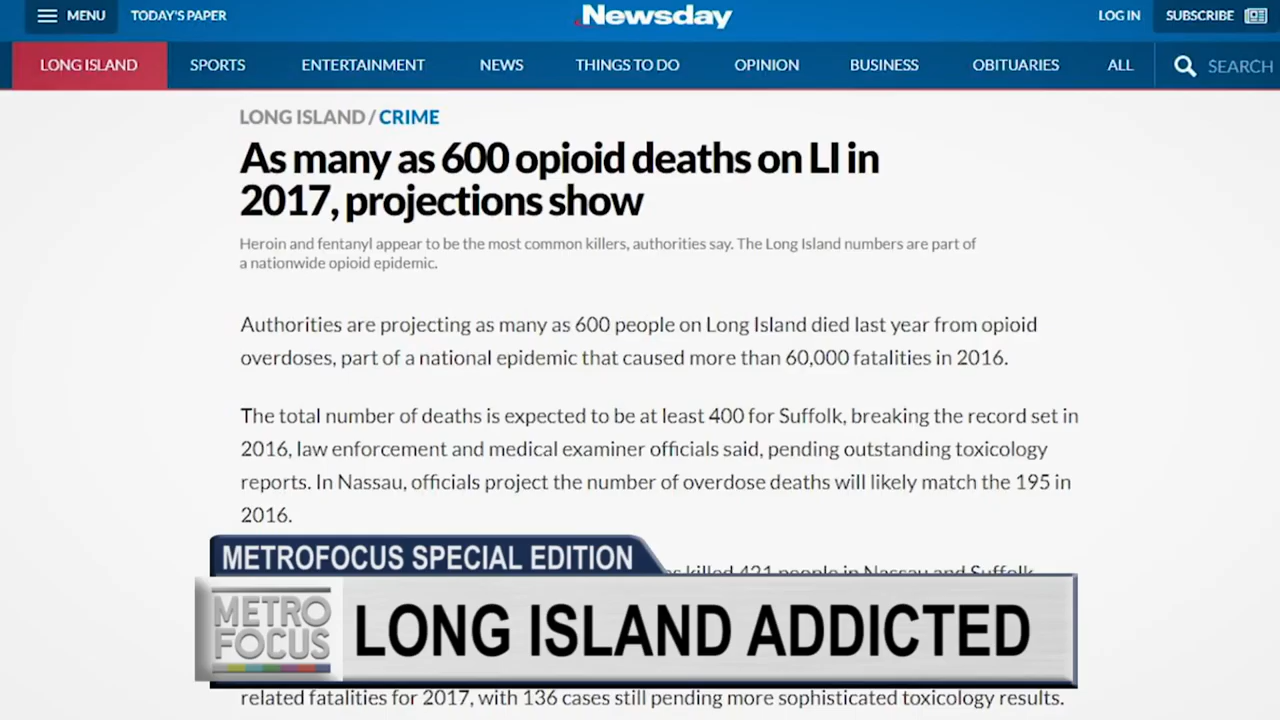 MENU TODAY'S PAPER Newsday LOG IN SUBSCRIBE
LONG ISLAND SPORTS ENTERTAINMENT NEWS THINGS TO DO OPINION BUSINESS OBITUARIES ALL SEARCH
LONG ISLAND / CRIME
As many as 600 opioid deaths on LI in
2017, projections show
Heroin and fentanyl appear to be the most common killers, authorities say. The Long Island numbers are part of
a nationwide opioid epidemic.
Authorities are projecting as many as 600 people on Long Island died last year from opioid
overdoses, part of a national epidemic that caused more than 60,000 fatalities in 2016.
The total number of deaths is expected to be at least 400 for Suffolk, breaking the record set in
2016, law enforcement and medical examiner officials said, pending outstanding toxicology
reports. In Nassau, officials project the number of overdose deaths will likely match the 195 in
2016.
METROFOCUS SPECIAL EDITION
killed 421 people in Nassau and Suffolk
METRO
FOCUS
LONG ISLAND ADDICTED
related fatalities for 2017, with 136 cases still pending more sophisticated toxicology results.